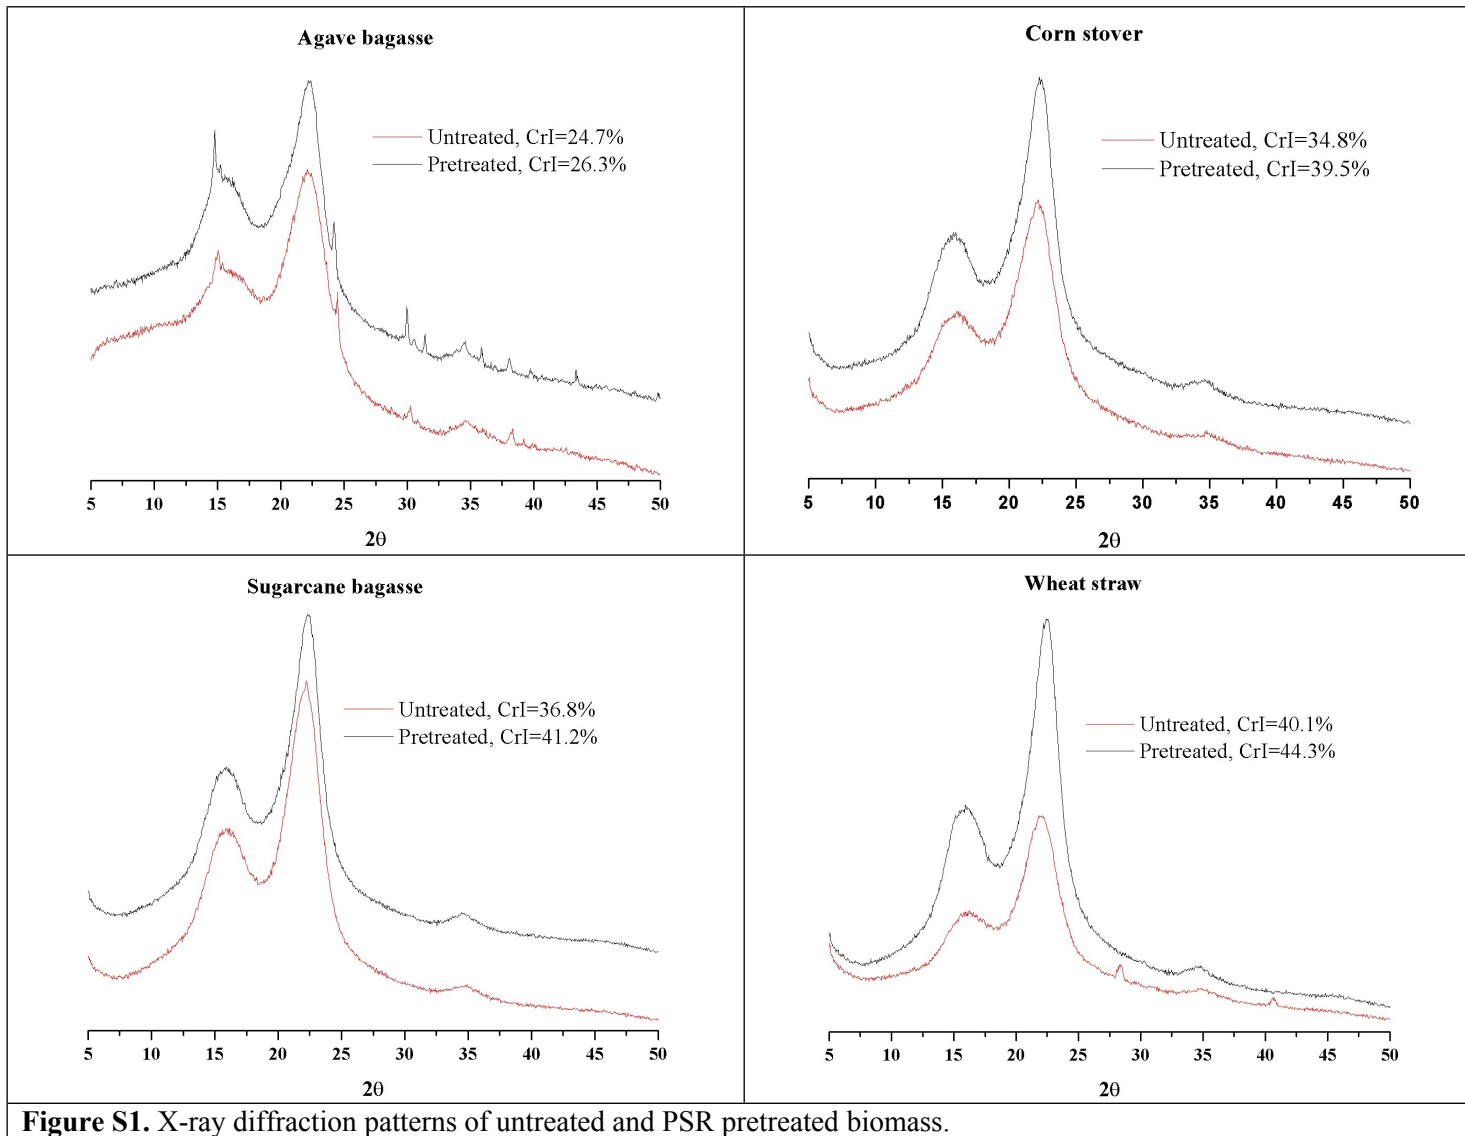 Agave bagasse
Untreated, CrI=24.7%
Pretreated, CrI=26.3%
5 10 15 20 25 30 35 40 45 50
2θ
Corn stover
Untreated, CrI=34.8%
Pretreated, CrI=39.5%
5 10 15 20 25 30 35 40 45 50
2θ
Sugarcane bagasse
Untreated, CrI=36.8%
Pretreated, CrI=41.2%
5 10 15 20 25 30 35 40 45 50
2θ
Wheat straw
Untreated, CrI=40.1%
Pretreated, CrI=44.3%
5 10 15 20 25 30 35 40 45 50
2θ
Figure S1. X-ray diffraction patterns of untreated and PSR pretreated biomass.